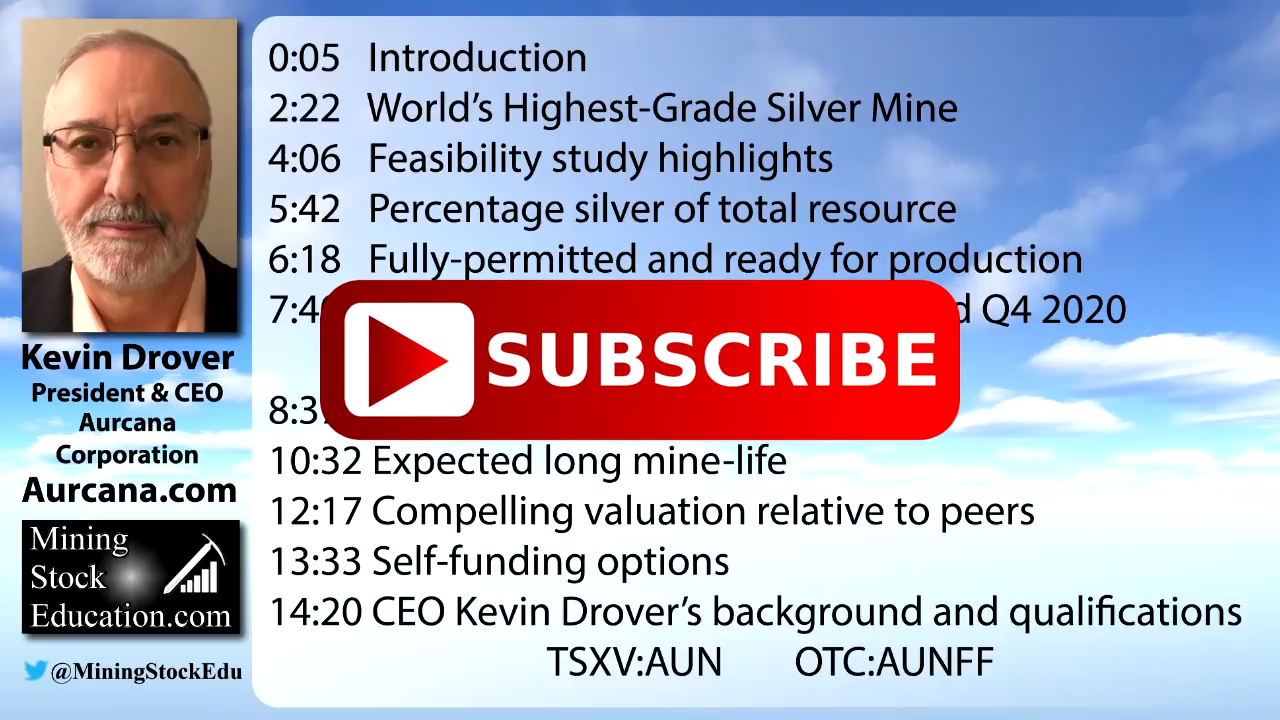 0:05 Introduction
2:22 World's Highest-Grade Silver Mine
4:06 Feasibility study highlights
5:42 Percentage silver of total resource
6:18 Fully-permitted and ready for production
Q4 2020
SUBSCRIBE
10:32 Expected long mine-life
12:17 Compelling valuation relative to peers
13:33 Self-funding options
14:20 CEO Kevin Drover's background and qualifications
TSXV:AUN OTC:AUNFF
Kevin Drover
President & CEO
Aurcana
Corporation
Aurcana.com
Mining
Stock
Education.com
@MiningStockEdu